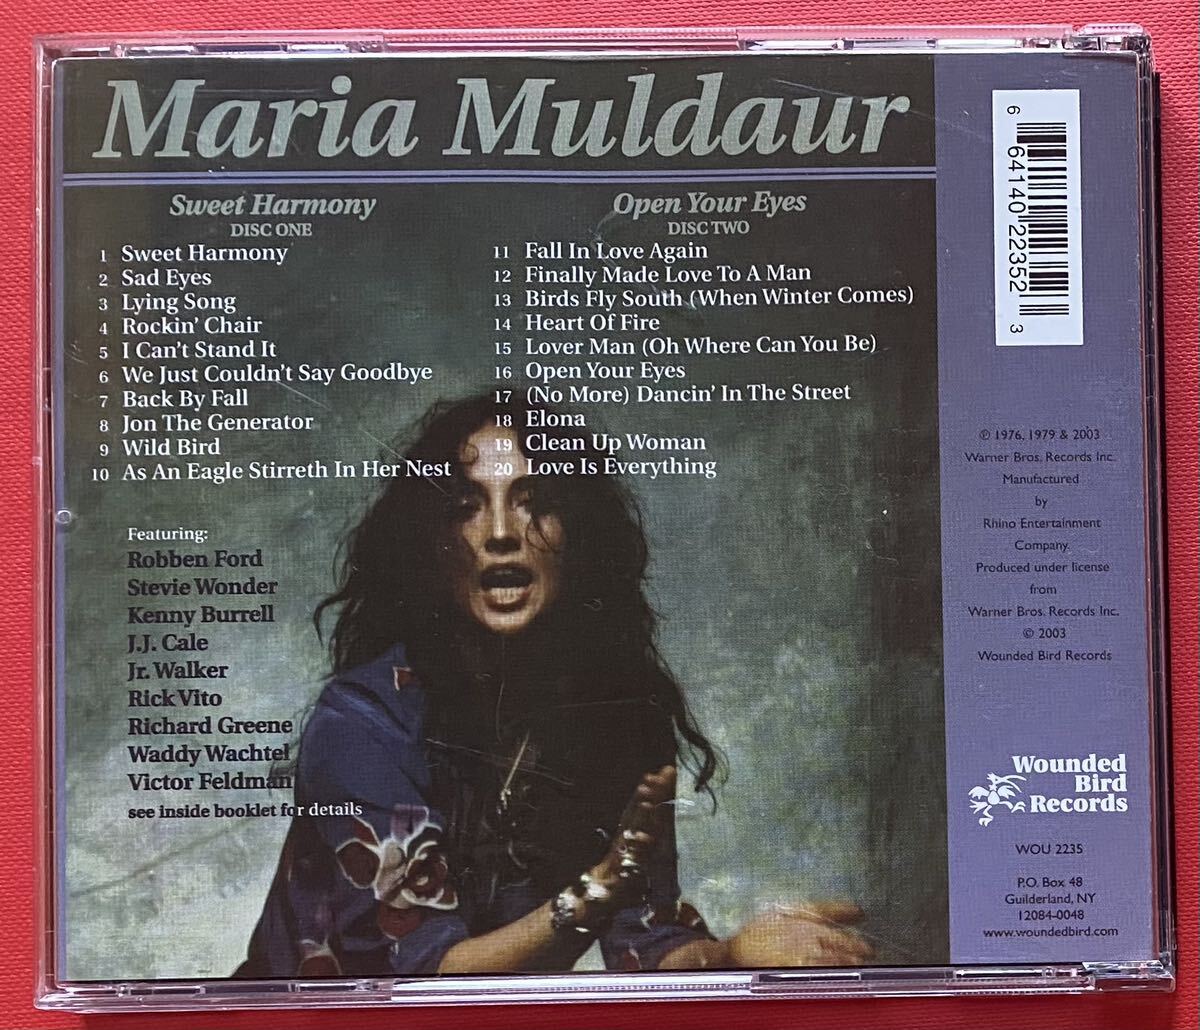 Maria Muldaur
Sweet Harmony
DISC ONE
1 Sweet Harmony
2 Sad Eyes
3 Lying Song
4 Rockin' Chair
5 I Can't Stand It
6 We Just Couldn't Say Goodbye
7 Back By Fall
8 Jon The Generator
9 Wild Bird
10 As An Eagle Stirreth In Her Nest
Open Your Eyes
DISC TWO
11 Fall In Love Again
12 Finally Made Love To A Man
13 Birds Fly South (When Winter Comes)
14 Heart Of Fire
15 Lover Man (Oh Where Can You Be)
16 Open Your Eyes
17 (No More) Dancin' In The Street
18 Elona
19 Clean Up Woman
20 Love Is Everything
Featuring:
Robben Ford
Stevie Wonder
Kenny Burrell
J.J. Cale
Jr. Walker
Rick Vito
Richard Greene
Waddy Wachtel
Victor Feldman
see inside booklet for details
6 64140 22352 3
℗ 1976, 1979 & 2003
Warner Bros. Records Inc.
Manufactured
by
Rhino Entertainment
Company.
Produced under license
from
Warner Bros. Records Inc.
© 2003
Wounded Bird Records
Wounded
Bird
Records
WOU 2235
P.O. Box 48
Guilderland, NY
12084-0048
www.woundedbird.com